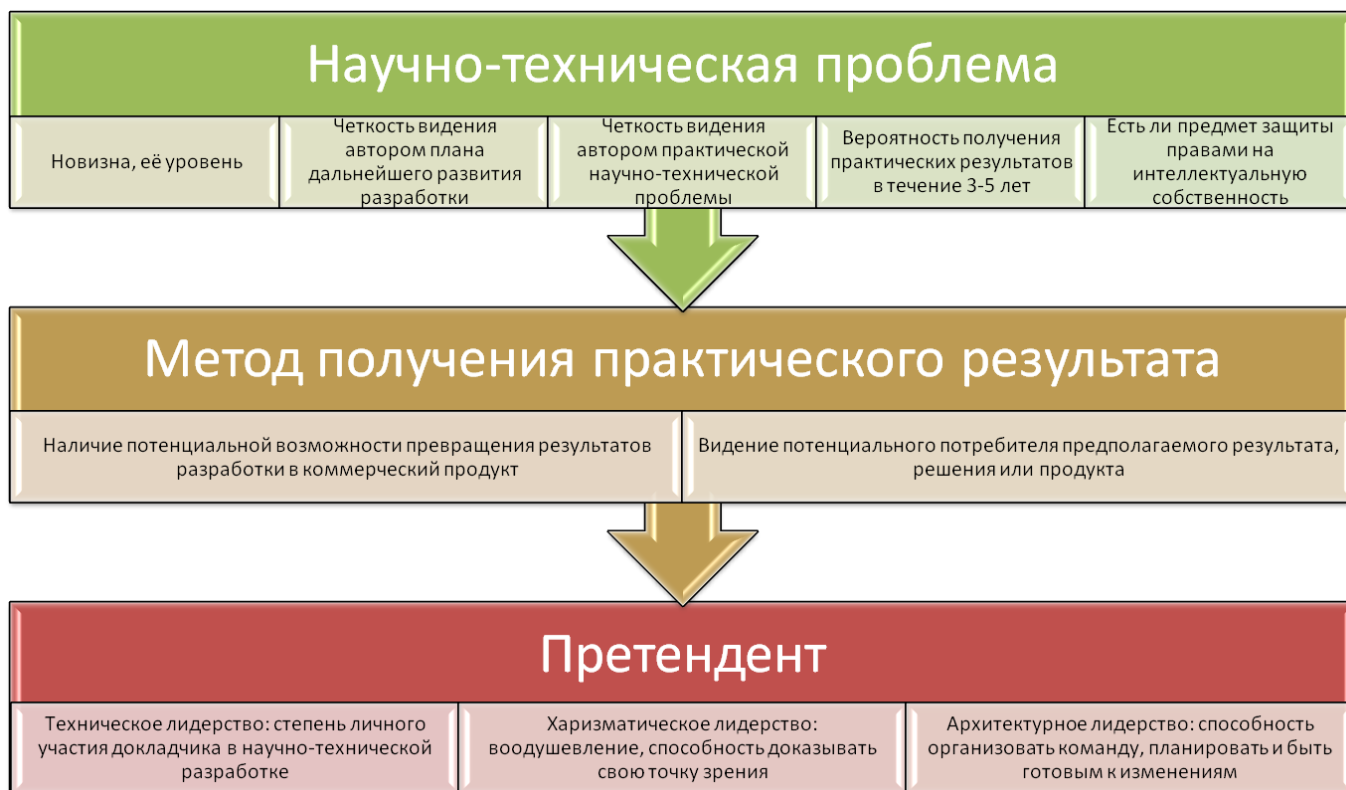 Научно-техническая проблема
Новизна, её уровень
Четкость видения
автором плана
дальнейшего развития
разработки
Четкость видения
автором практической
научно-технической
проблемы
Вероятность получения
практических результатов
в течение 3-5 лет
Есть ли предмет защиты
правами на
интеллектуальную
собственность
Метод получения практического результата
Наличие потенциальной возможности превращения результатов
разработки в коммерческий продукт
Видение потенциального потребителя предполагаемого результата,
решения или продукта
Претендент
Техническое лидерство: степень личного
участия докладчика в научно-технической
разработке
Харизматическое лидерство:
воодушевление, способность доказывать
свою точку зрения
Архитектурное лидерство: способность
организовать команду, планировать и быть
готовым к изменениям